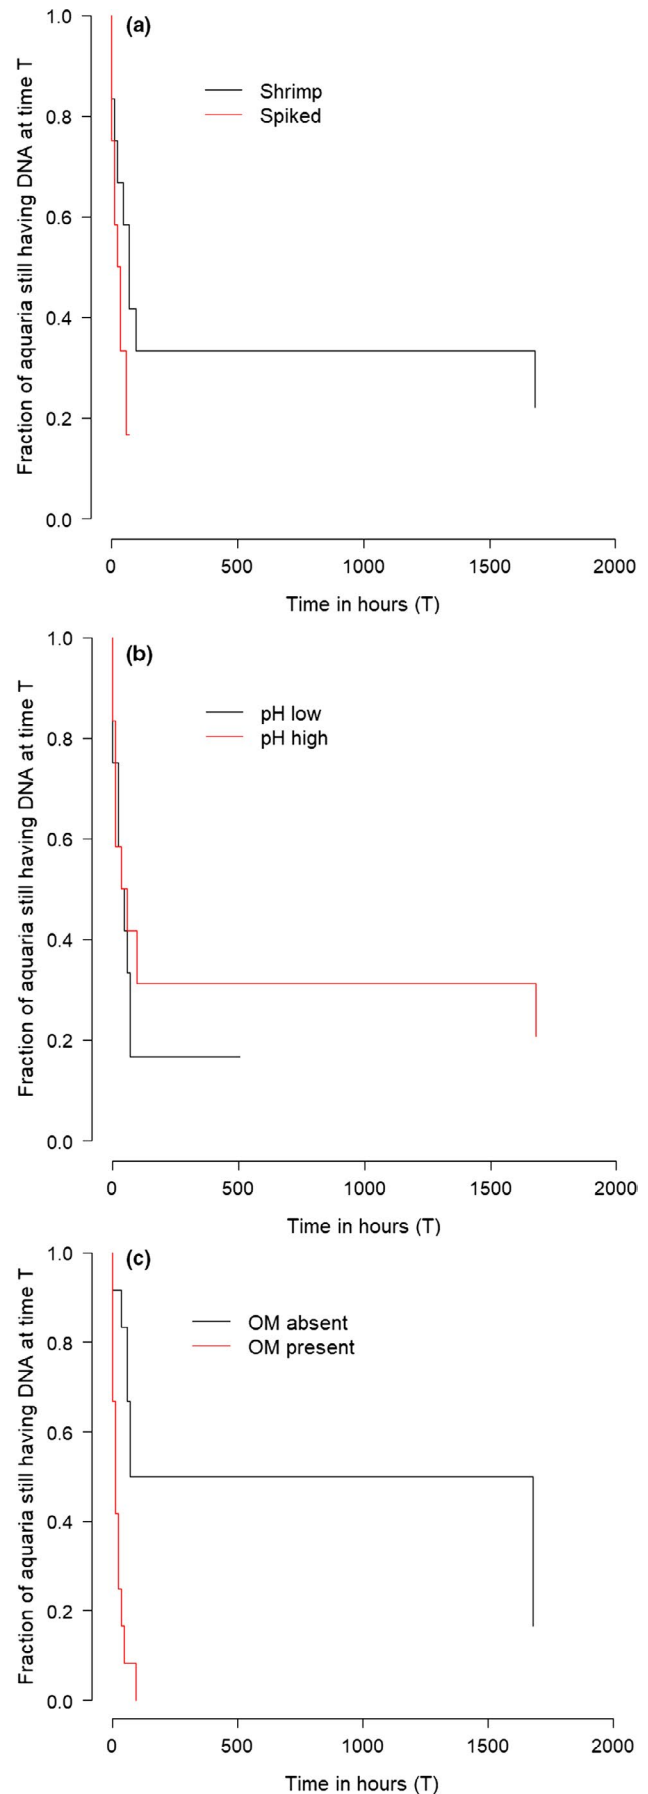 (a)
Fraction of aquaria still having DNA at time T
1.0
0.8
0.6
0.4
0.2
0.0
Shrimp
Spiked
0 500 1000 1500 2000
Time in hours (T)
(b)
Fraction of aquaria still having DNA at time T
1.0
0.8
0.6
0.4
0.2
0.0
pH low
pH high
0 500 1000 1500 2000
Time in hours (T)
(c)
Fraction of aquaria still having DNA at time T
1.0
0.8
0.6
0.4
0.2
0.0
OM absent
OM present
0 500 1000 1500 2000
Time in hours (T)